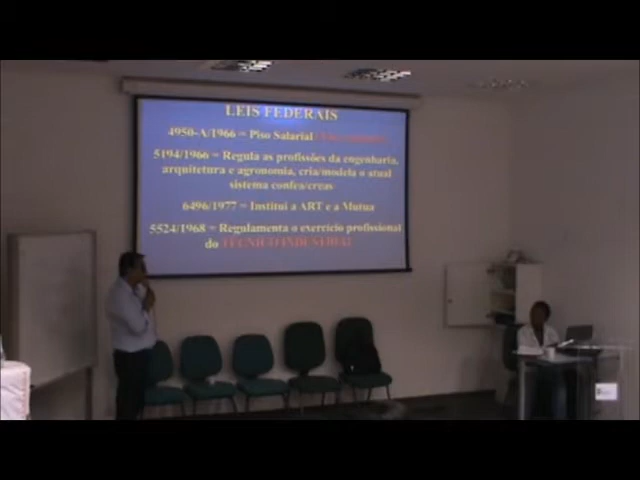 LEIS FEDERAIS
4950-A/1966 = Piso Salarial
5194/1966 = Regula as profissões da engenharia,
arquitetura e agronomia, cria/modela o atual
sistema confea/creas
6496/1977 = Institui a ART e a Mutua
5524/1968 = Regulamenta o exercício profissional
do TÉCNICO INDUSTRIAL